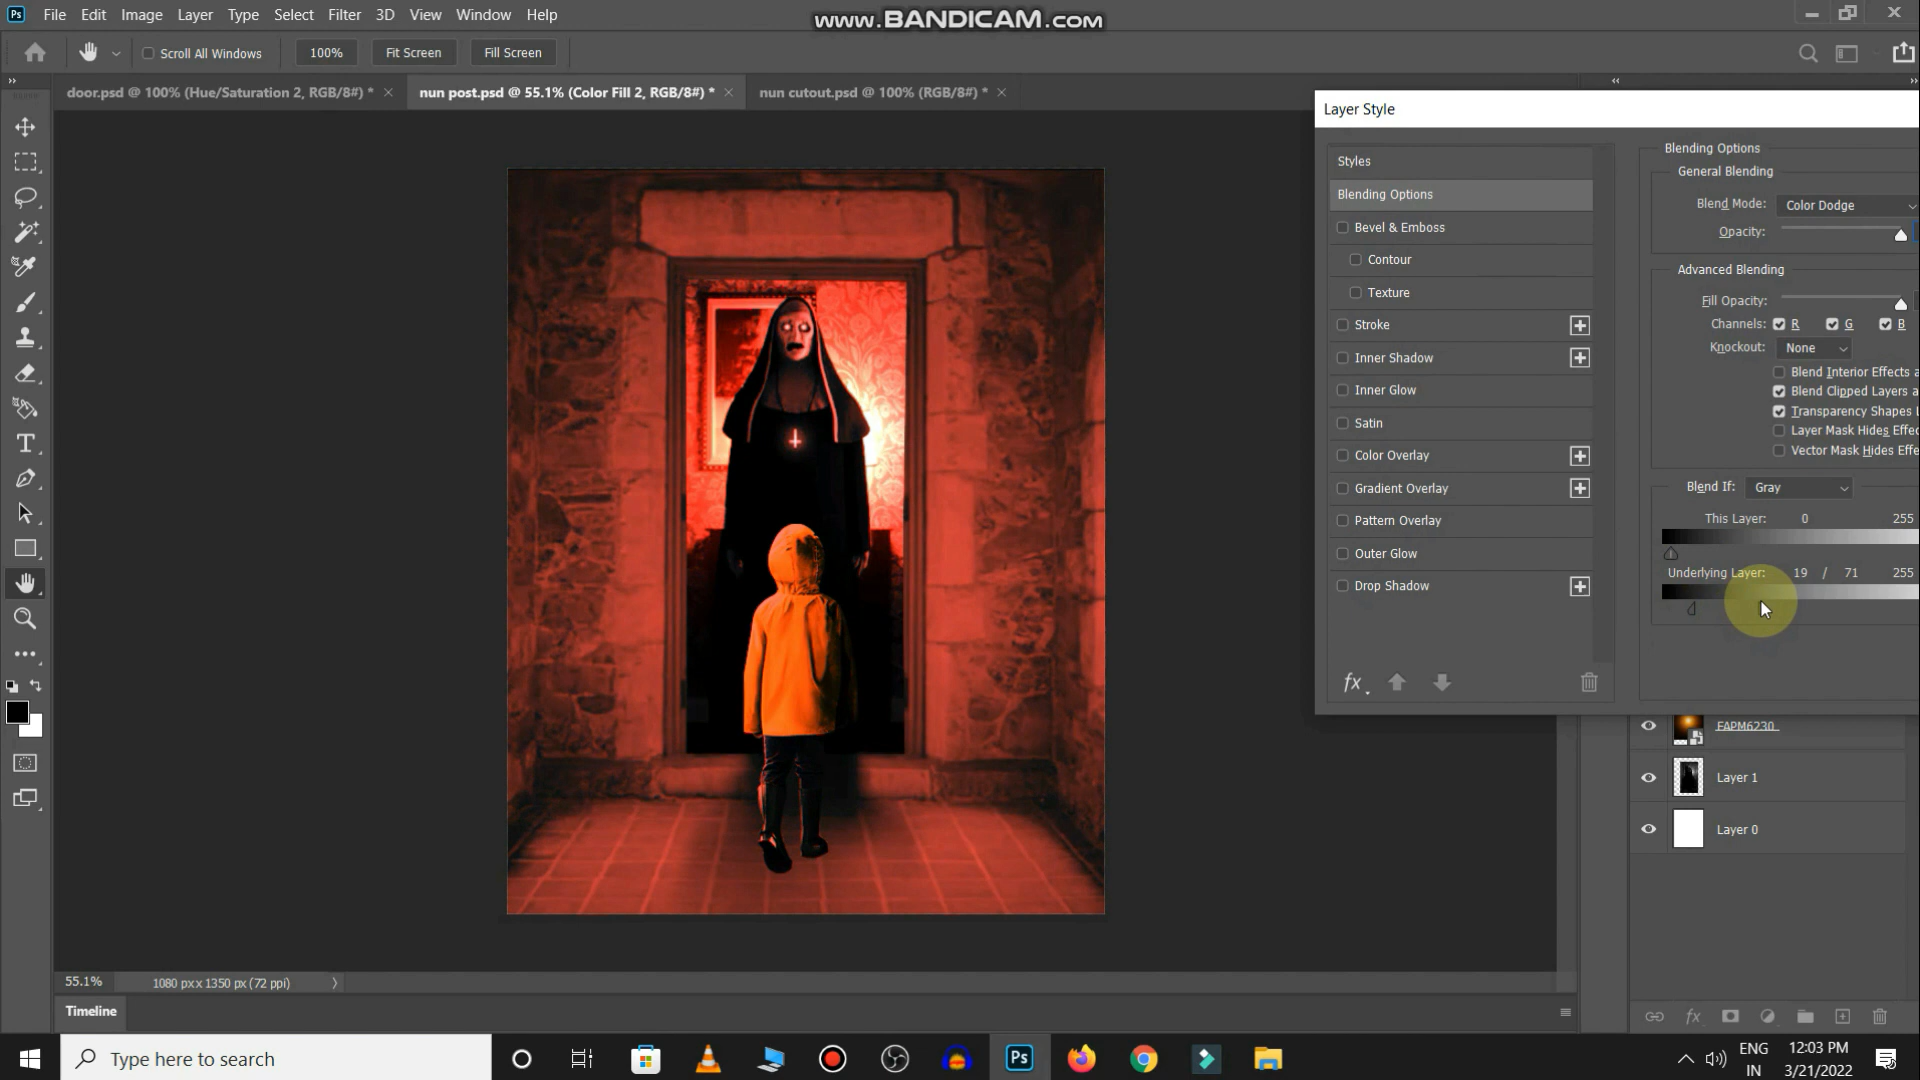 Ps File Edit Image Layer Type Select Filter 3D View Window Help
www.BANDICAM.com
Scroll All Windows 100% Fit Screen Fill Screen
door.psd @ 100% (Hue/Saturation 2, RGB/8#) *
nun post.psd @ 55.1% (Color Fill 2, RGB/8#) *
nun cutout.psd @ 100% (RGB/8#) *
Layer Style
Styles
Blending Options
Bevel & Emboss
Contour
Texture
Stroke
Inner Shadow
Inner Glow
Satin
Color Overlay
Gradient Overlay
Pattern Overlay
Outer Glow
Drop Shadow
fx
Blending Options
General Blending
Blend Mode: Color Dodge
Opacity:
Advanced Blending
Fill Opacity:
Channels: R G B
Knockout: None
Blend Interior Effects a
Blend Clipped Layers a
Transparency Shapes L
Layer Mask Hides Effec
Vector Mask Hides Effe
Blend If: Gray
This Layer: 0 255
Underlying Layer: 19 / 71 255
FAPM6230
Layer 1
Layer 0
fx
55.1% 1080 px x 1350 px (72 ppi)
Timeline
Type here to search
Ps
ENG
IN
12:03 PM
3/21/2022